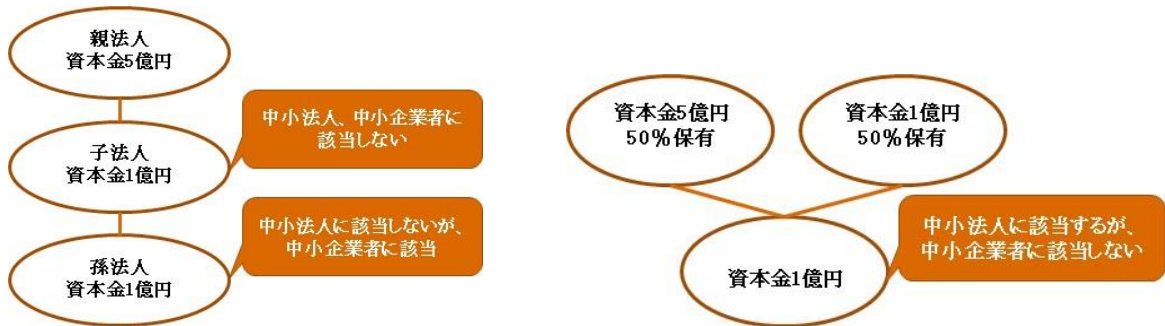 親法人
資本金5億円
中小法人、中小企業者に
該当しない
子法人
資本金1億円
中小法人に該当しないが、
中小企業者に該当
孫法人
資本金1億円
資本金5億円
50%保有
資本金1億円
50%保有
中小法人に該当するが、
中小企業者に該当しない
資本金1億円